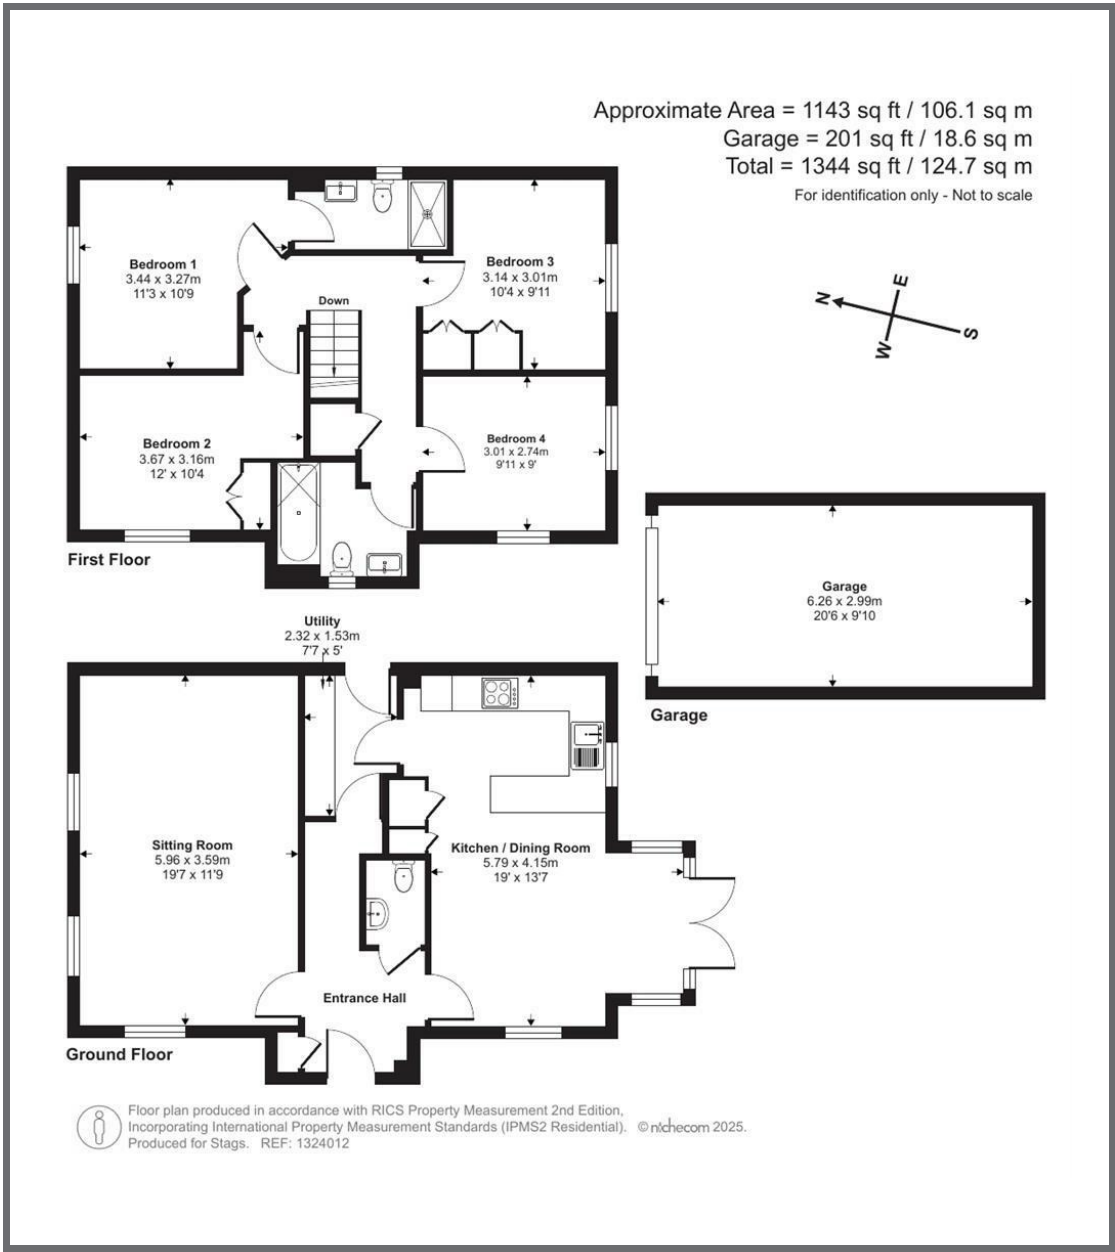 Approximate Area = 1143 sq ft / 106.1 sq m
Garage = 201 sq ft / 18.6 sq m
Total = 1344 sq ft / 124.7 sq m
For identification only - Not to scale
N
E
S
W
Bedroom 1
3.44 x 3.27m
11'3 x 10'9
Bedroom 3
3.14 x 3.01m
10'4 x 9'11
Down
Bedroom 2
3.67 x 3.16m
12' x 10'4
Bedroom 4
3.01 x 2.74m
9'11 x 9'
First Floor
Garage
6.26 x 2.99m
20'6 x 9'10
Garage
Utility
2.32 x 1.53m
7'7 x 5'
Sitting Room
5.96 x 3.59m
19'7 x 11'9
Kitchen / Dining Room
5.79 x 4.15m
19' x 13'7
Entrance Hall
Ground Floor
Floor plan produced in accordance with RICS Property Measurement 2nd Edition,
Incorporating International Property Measurement Standards (IPMS2 Residential). © nichecom 2025.
Produced for Stags. REF: 1324012